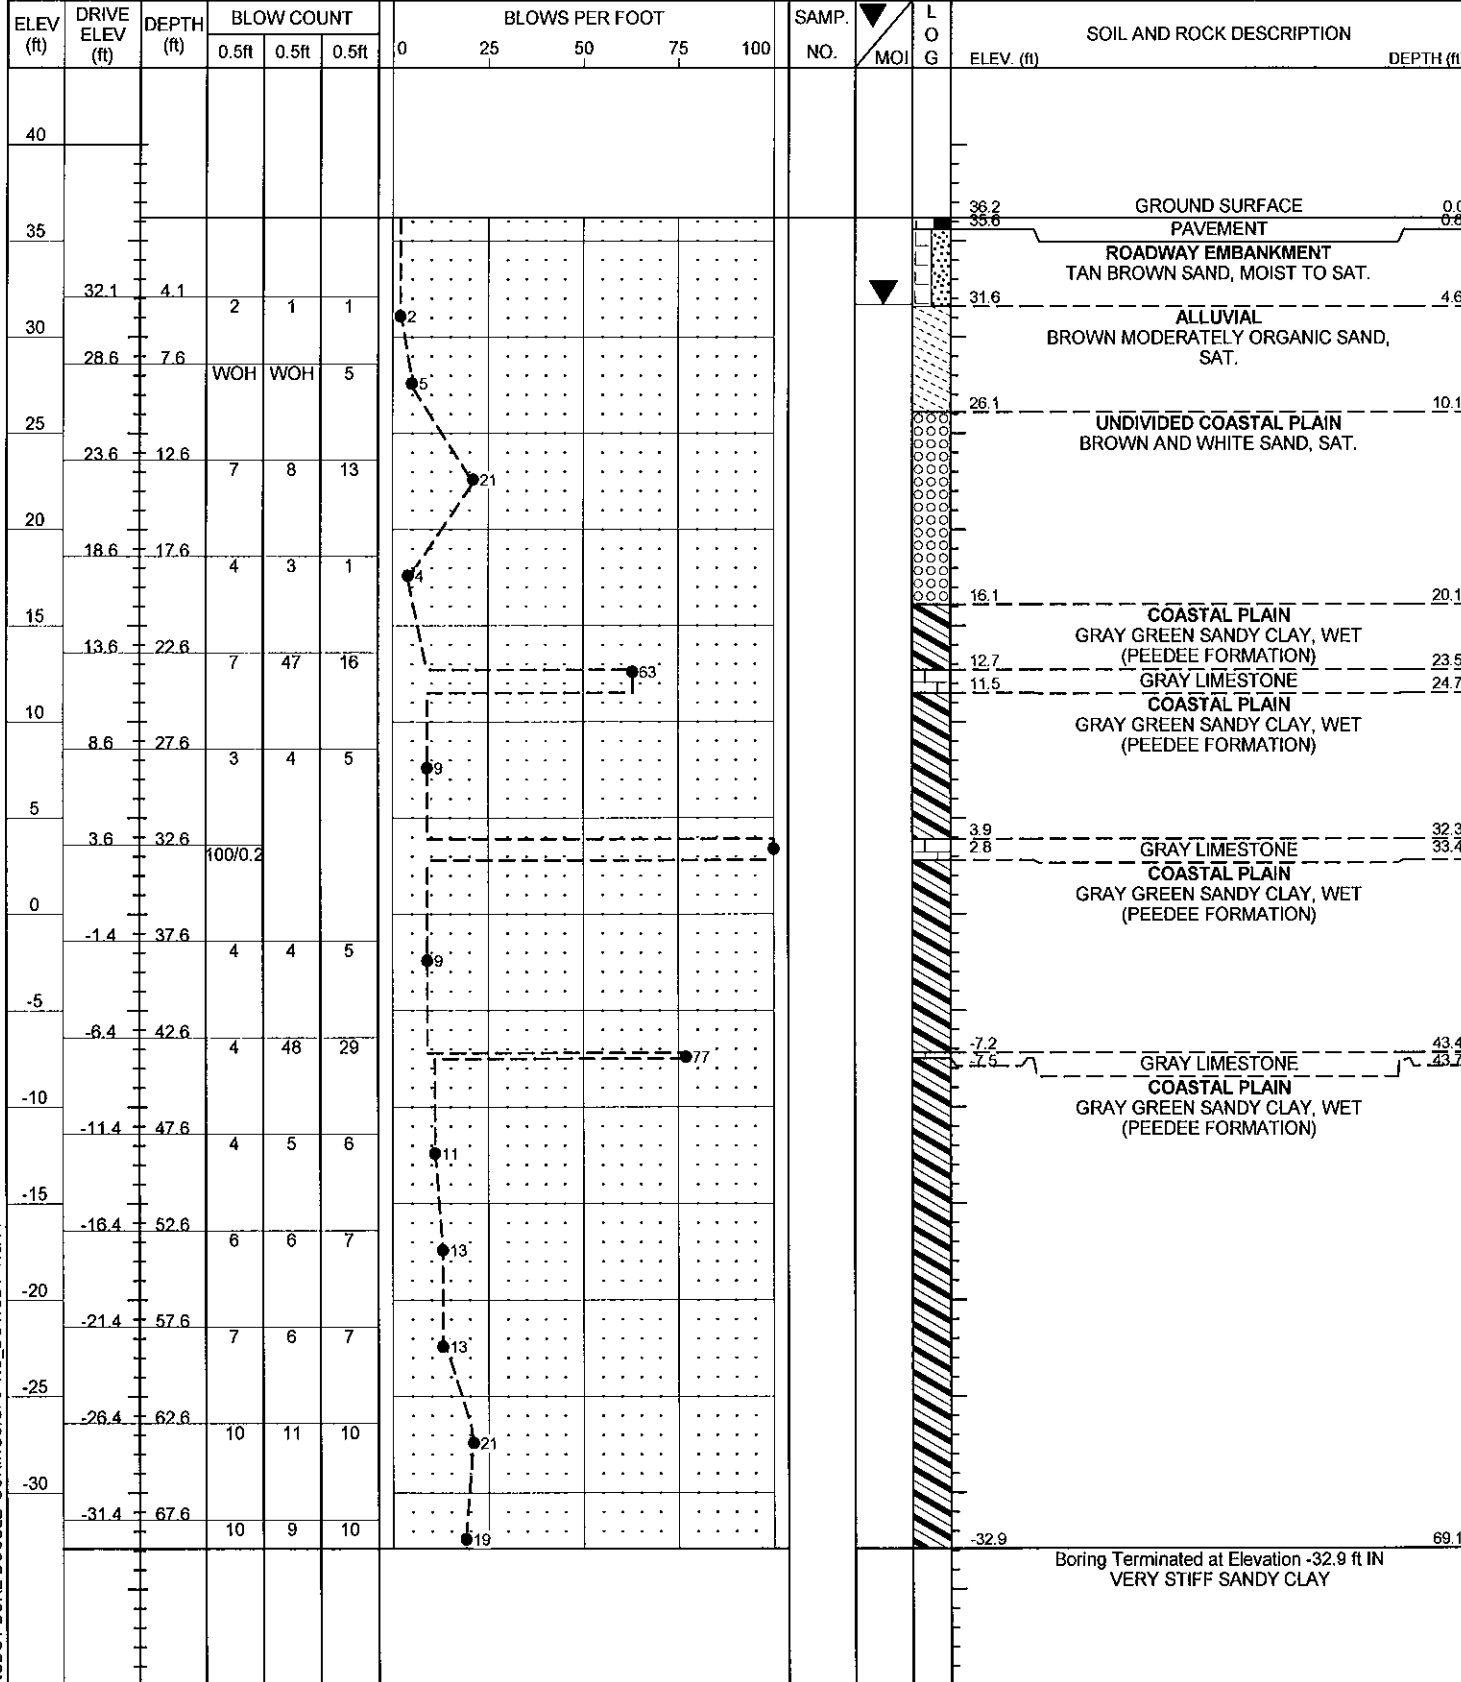 ELEV (ft) DRIVE ELEV (ft) DEPTH (ft) BLOW COUNT BLOWS PER FOOT SAMP. NO. MOI LOG SOIL AND ROCK DESCRIPTION
0.5ft 0.5ft 0.5ft 0 25 50 75 100 ELEV. (ft) DEPTH (ft
40
36.2 GROUND SURFACE 0.0
35 35.6 PAVEMENT 0.6
ROADWAY EMBANKMENT
TAN BROWN SAND, MOIST TO SAT.
32.1 4.1 2 1 1 31.6 4.6
2 ALLUVIAL
30 BROWN MODERATELY ORGANIC SAND,
SAT.
28.6 7.6 WOH WOH 5
5
26.1 10.1
25 UNDIVIDED COASTAL PLAIN
BROWN AND WHITE SAND, SAT.
23.6 12.6 7 8 13
21
20
18.6 17.6 4 3 1
4
16.1 20.1
15 COASTAL PLAIN
GRAY GREEN SANDY CLAY, WET
(PEEDEE FORMATION)
13.6 22.6 7 47 16
63 12.7 23.5
GRAY LIMESTONE
11.5 24.7
10 COASTAL PLAIN
GRAY GREEN SANDY CLAY, WET
(PEEDEE FORMATION)
8.6 27.6 3 4 5
9
5
3.9 32.3
3.6 32.6 100/0.2 GRAY LIMESTONE
2.8 33.4
COASTAL PLAIN
GRAY GREEN SANDY CLAY, WET
(PEEDEE FORMATION)
0
-1.4 37.6 4 4 5
9
-5
-6.4 42.6 4 48 29
77 -7.2 43.4
GRAY LIMESTONE
-7.5 43.7
COASTAL PLAIN
GRAY GREEN SANDY CLAY, WET
(PEEDEE FORMATION)
-10
-11.4 47.6 4 5 6
11
-15
-16.4 52.6 6 6 7
13
-20
-21.4 57.6 7 6 7
13
-25
-26.4 62.6 10 11 10
21
-30
-31.4 67.6 10 9 10
19
-32.9 69.1
Boring Terminated at Elevation -32.9 ft IN
VERY STIFF SANDY CLAY